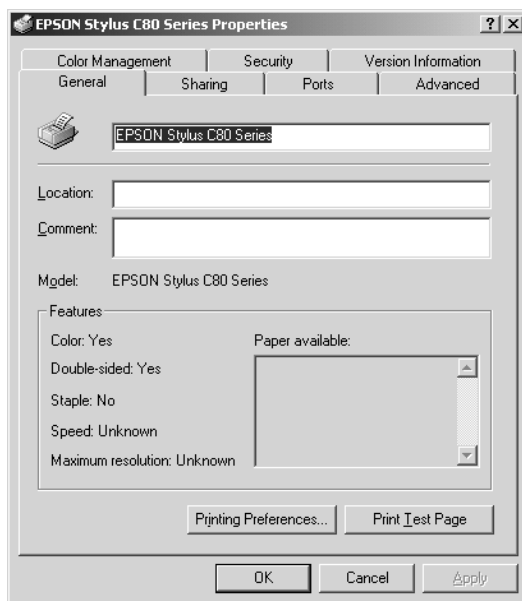 EPSON Stylus C80 Series Properties
? X
Color Management Security Version Information
General Sharing Ports Advanced
EPSON Stylus C80 Series
Location:
Comment:
Model: EPSON Stylus C80 Series
Features
Color: Yes Paper available:
Double-sided: Yes
Staple: No
Speed: Unknown
Maximum resolution: Unknown
Printing Preferences... Print Test Page
OK Cancel Apply